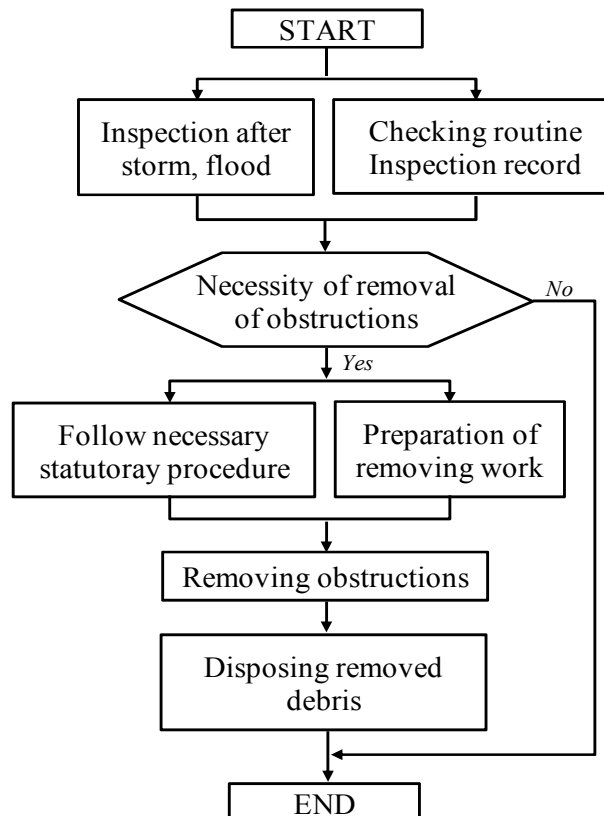 START
Inspection after
storm, flood
Checking routine
Inspection record
Necessity of removal
of obstructions
No
Yes
Follow necessary
statutoray procedure
Preparation of
removing work
Removing obstructions
Disposing removed
debris
END